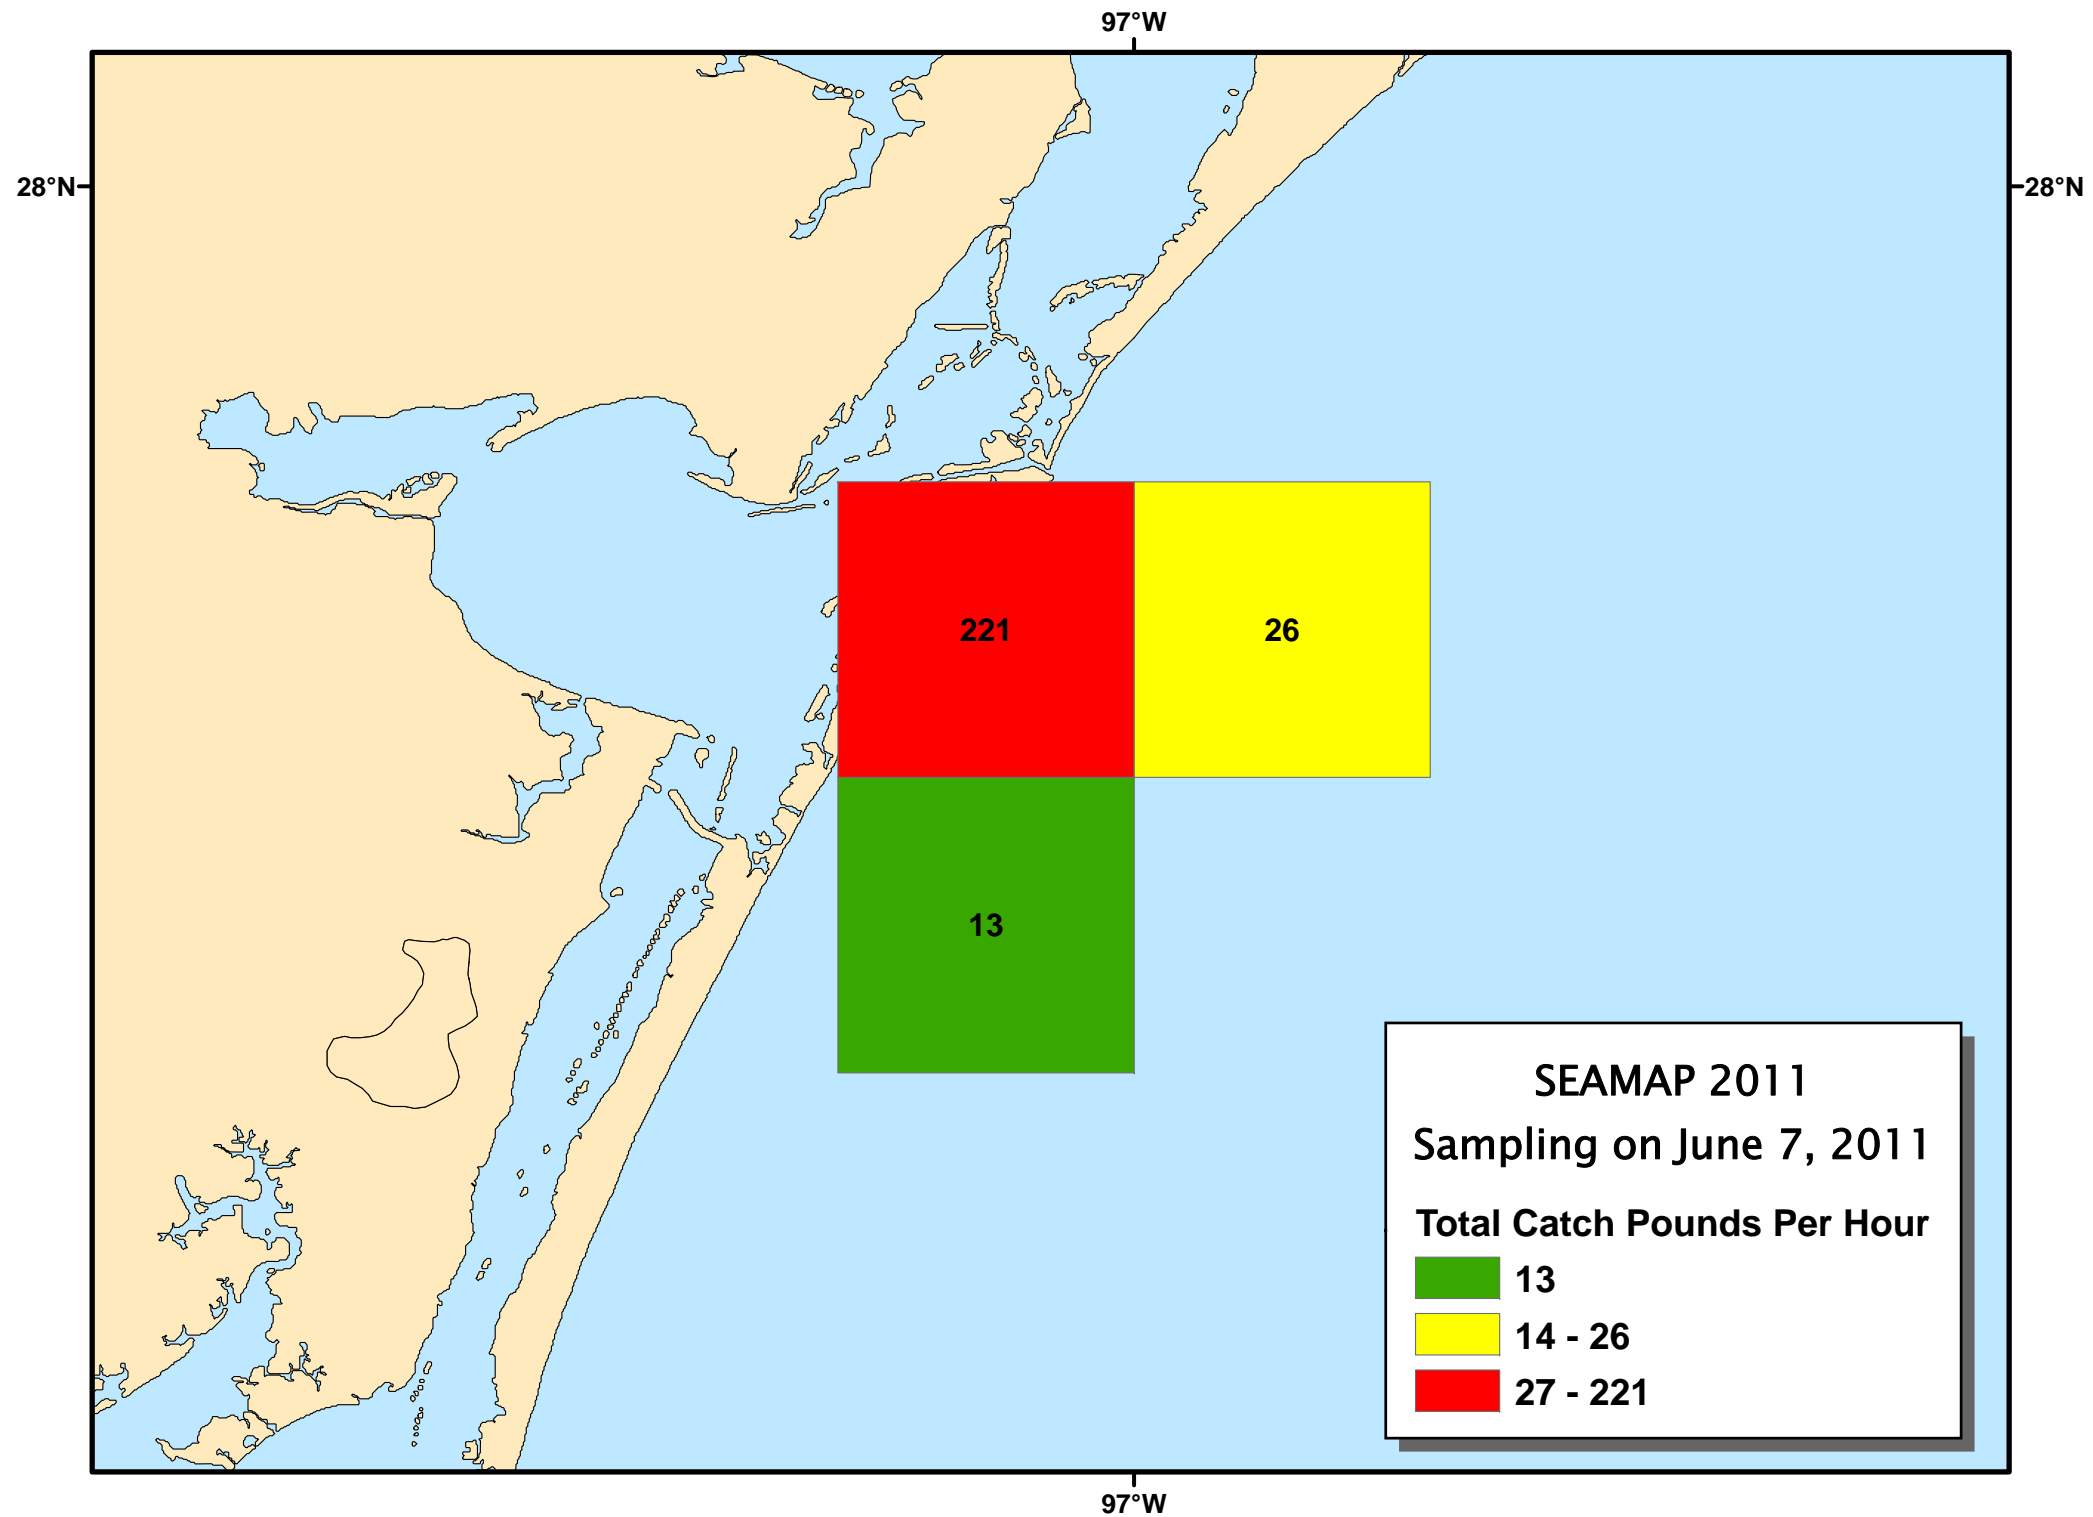 97°W
28°N
28°N
221
26
13
SEAMAP 2011
Sampling on June 7, 2011
Total Catch Pounds Per Hour
13
14 - 26
27 - 221
97°W